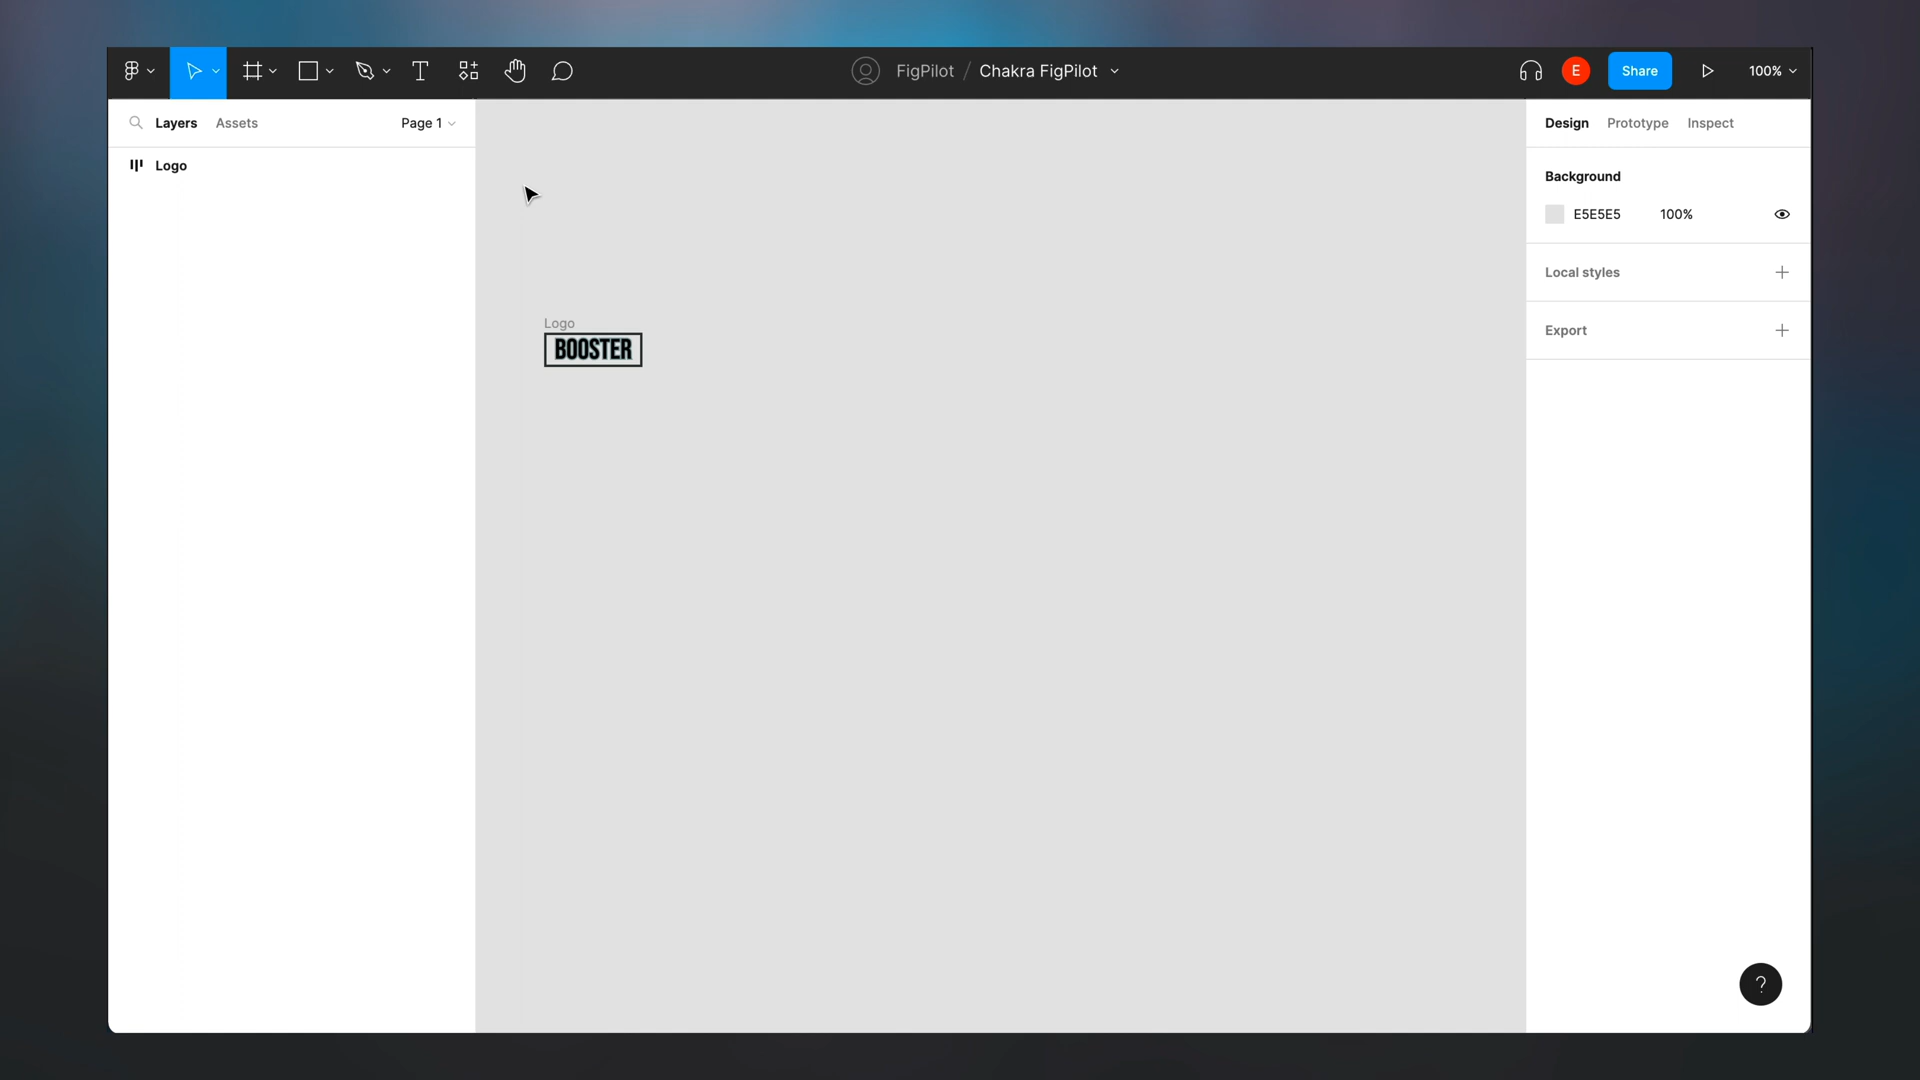 FigPilot / Chakra FigPilot
E
Share
100%
Layers Assets Page 1
Logo
Logo
BOOSTER
Design Prototype Inspect
Background
E5E5E5 100%
Local styles
Export
?